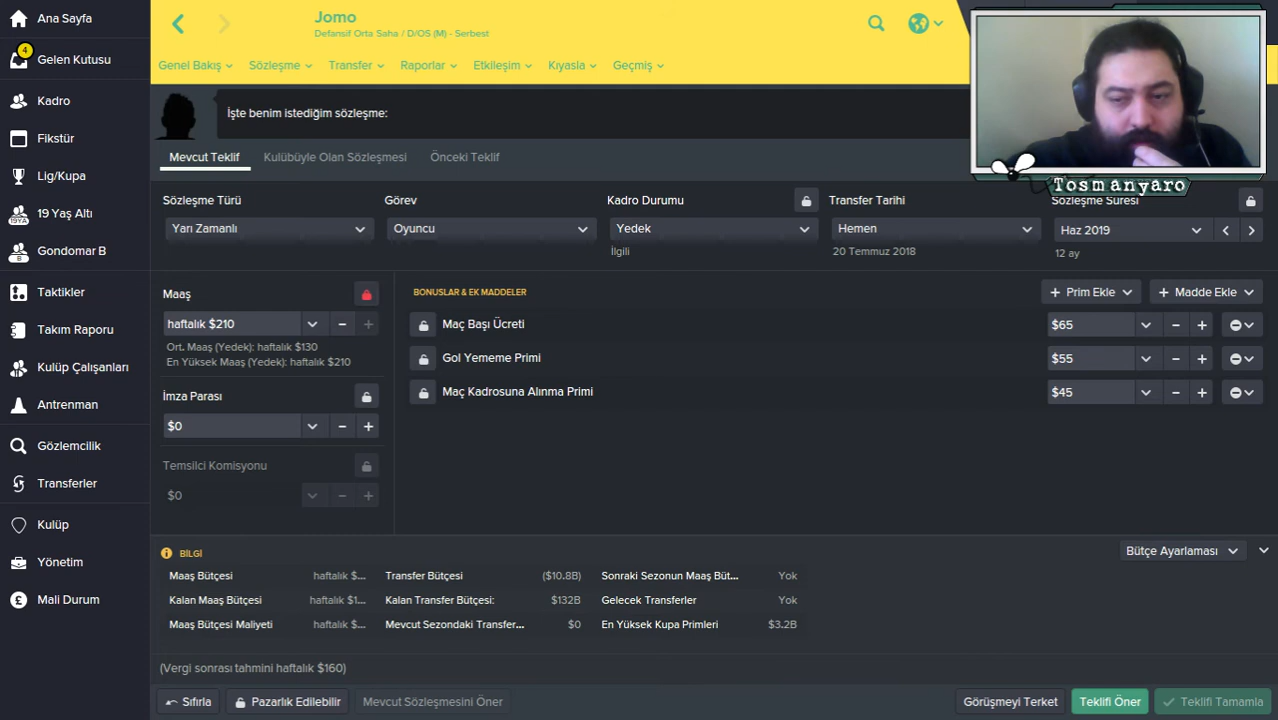 Ana Sayfa
4
Gelen Kutusu
Kadro
Fikstür
Lig/Kupa
19YA
19 Yaş Altı
B
Gondomar B
Taktikler
Takım Raporu
Kulüp Çalışanları
Antrenman
Gözlemcilik
Transferler
Kulüp
Yönetim
Mali Durum
Jomo
Defansif Orta Saha / D/OS (M) - Serbest
Genel Bakış
Sözleşme
Transfer
Raporlar
Etkileşim
Kıyasla
Geçmiş
İşte benim istediğim sözleşme:
Tosmanyaro
Mevcut Teklif
Kulübüyle Olan Sözleşmesi
Önceki Teklif
Sözleşme Türü
Görev
Kadro Durumu
Transfer Tarihi
Sözleşme Süresi
Yarı Zamanlı
Oyuncu
Yedek
Hemen
Haz 2019
İlgili
20 Temmuz 2018
12 ay
Maaş
haftalık $210
Ort. Maaş (Yedek): haftalık $130
En Yüksek Maaş (Yedek): haftalık $210
İmza Parası
$0
Temsilci Komisyonu
$0
BONUSLAR & EK MADDELER
+ Prim Ekle
+ Madde Ekle
Maç Başı Ücreti
$65
Gol Yememe Primi
$55
Maç Kadrosuna Alınma Primi
$45
BİLGİ
Bütçe Ayarlaması
Maaş Bütçesi haftalık $...
Transfer Bütçesi ($10.8B)
Sonraki Sezonun Maaş Büt... Yok
Kalan Maaş Bütçesi haftalık $1...
Kalan Transfer Bütçesi: $132B
Gelecek Transferler Yok
Maaş Bütçesi Maliyeti haftalık $...
Mevcut Sezondaki Transfer... $0
En Yüksek Kupa Primleri $3.2B
(Vergi sonrası tahmini haftalık $160)
Sıfırla
Pazarlık Edilebilir
Mevcut Sözleşmesini Öner
Görüşmeyi Terket
Teklifi Öner
Teklifi Tamamla